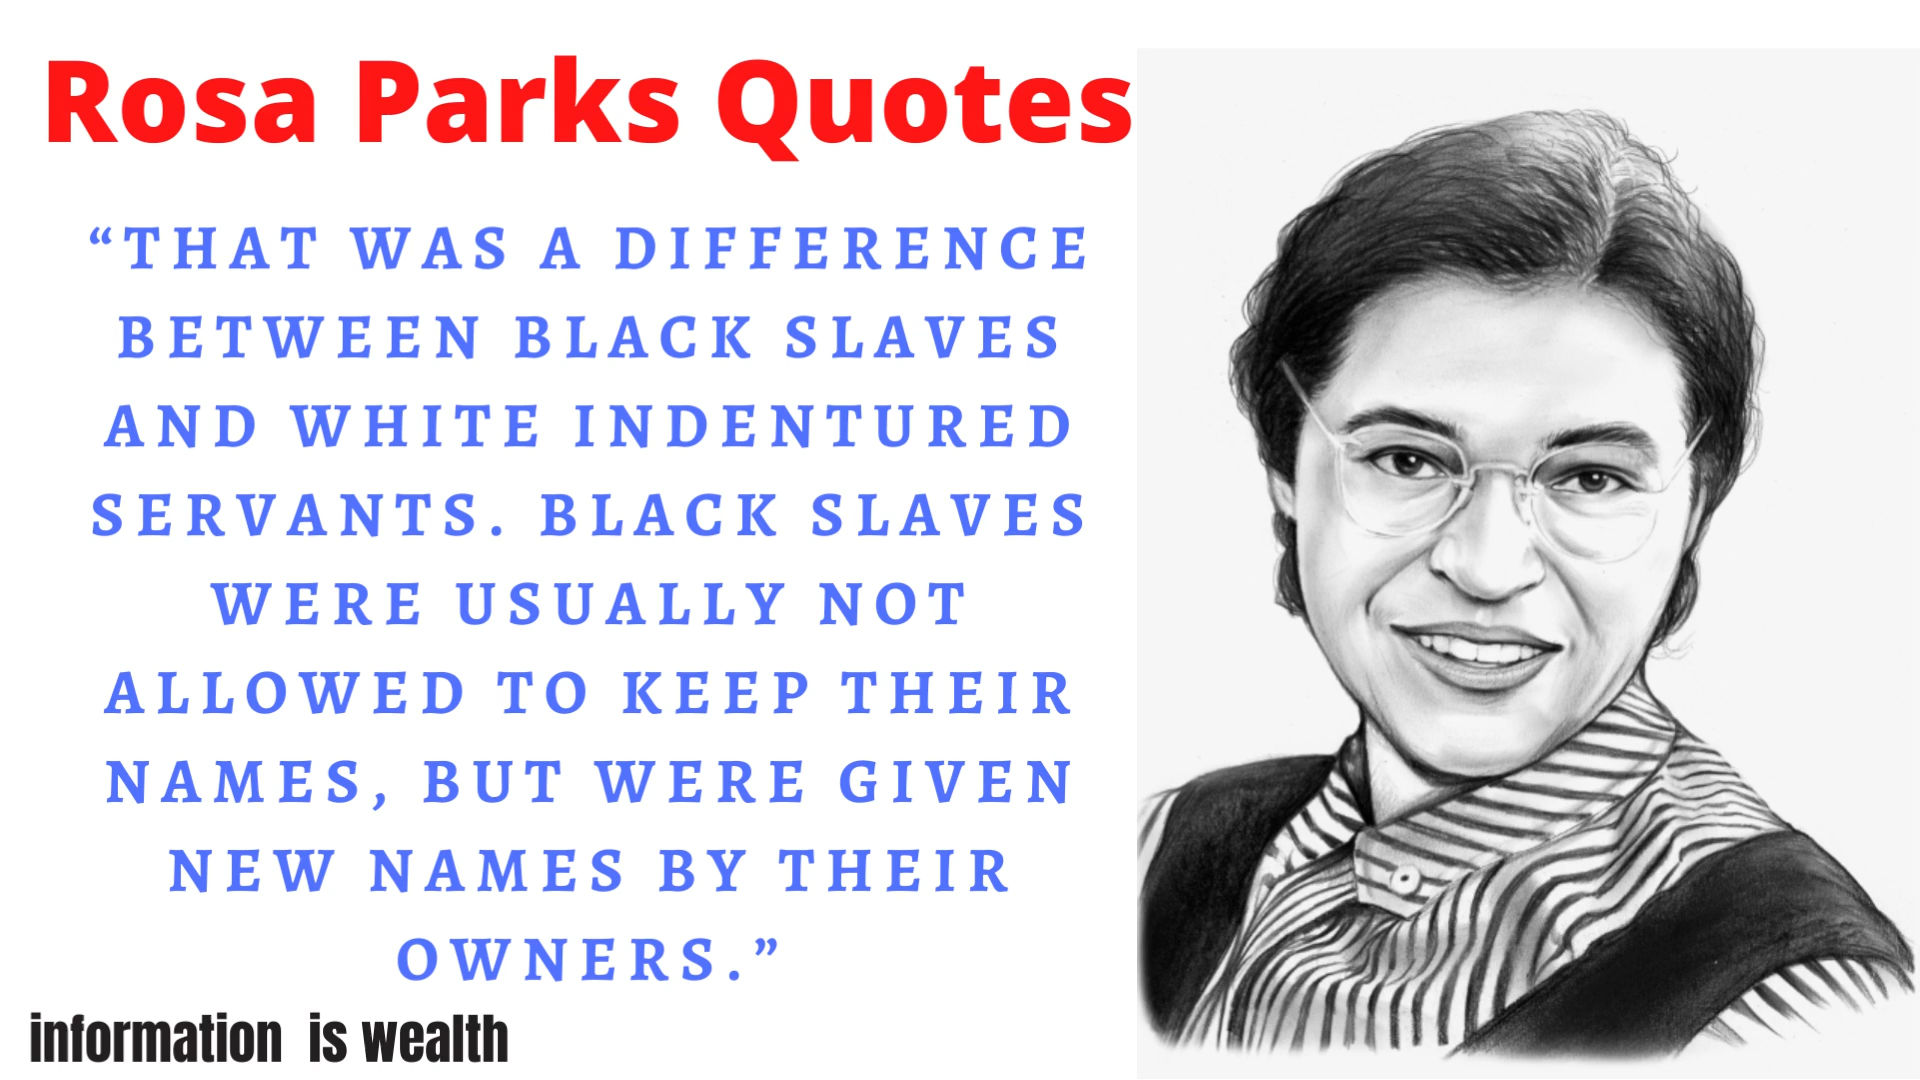 Rosa Parks Quotes
“THAT WAS A DIFFERENCE
BETWEEN BLACK SLAVES
AND WHITE INDENTURED
SERVANTS. BLACK SLAVES
WERE USUALLY NOT
ALLOWED TO KEEP THEIR
NAMES, BUT WERE GIVEN
NEW NAMES BY THEIR
OWNERS.”
information is wealth